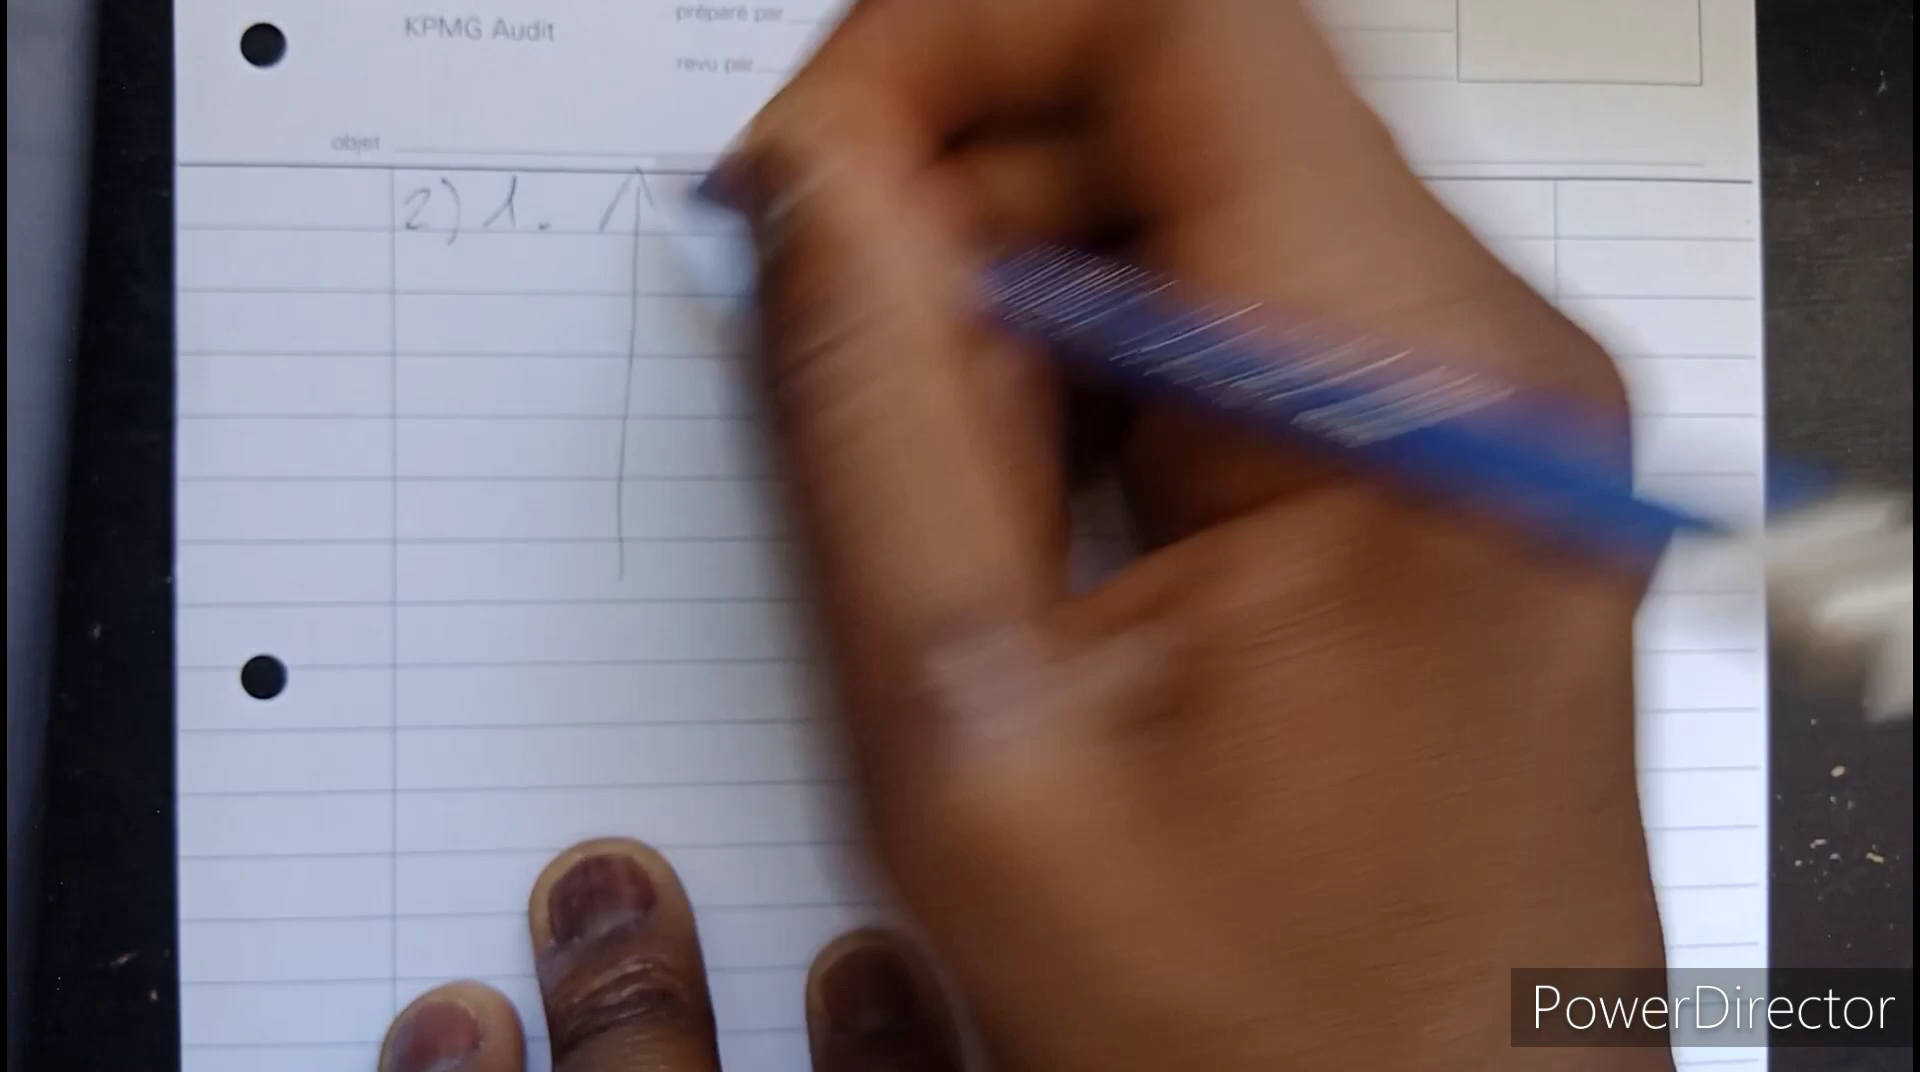 KPMG Audit
préparé par
revu par
objet
2) 1.
PowerDirector